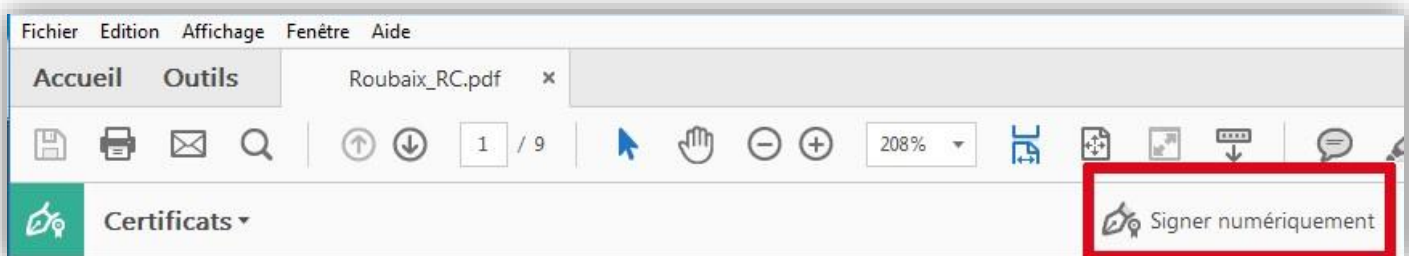 Fichier Edition Affichage Fenêtre Aide
Accueil Outils Roubaix_RC.pdf ×
1 / 9 208%
Certificats Signer numériquement